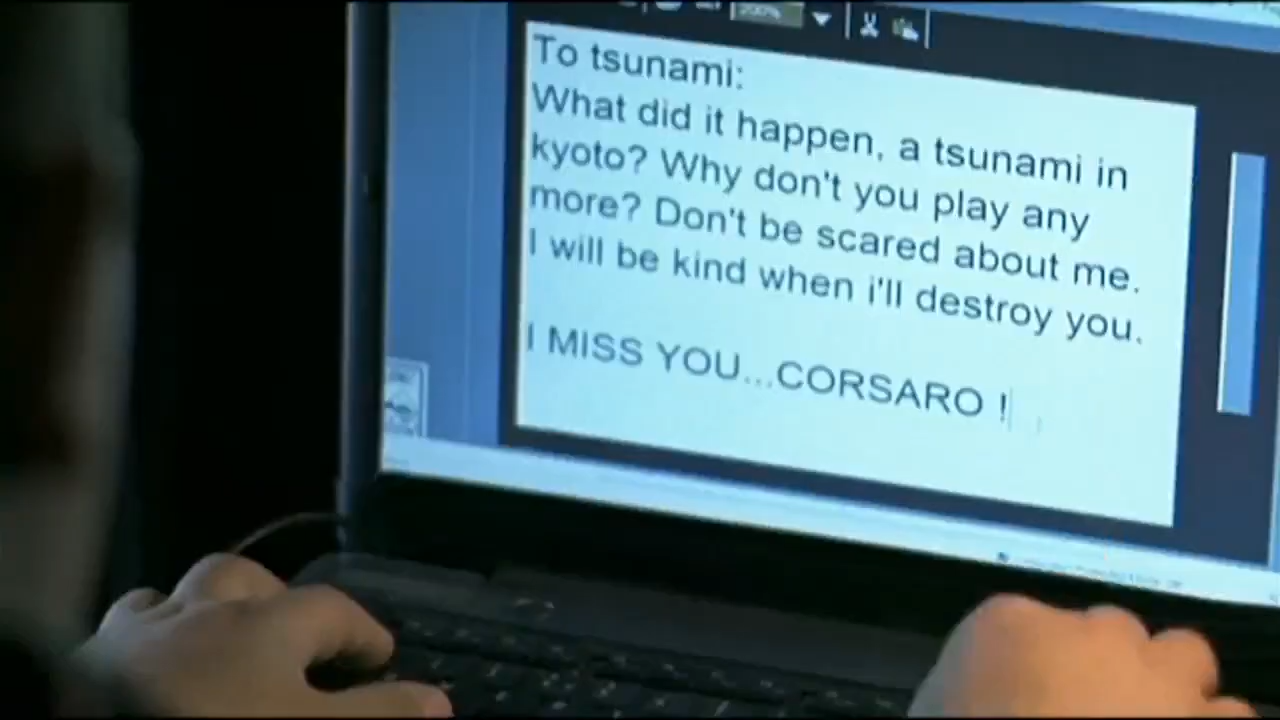 200%
To tsunami:
What did it happen, a tsunami in
kyoto? Why don't you play any
more? Don't be scared about me.
I will be kind when i'll destroy you.
I MISS YOU...CORSARO !